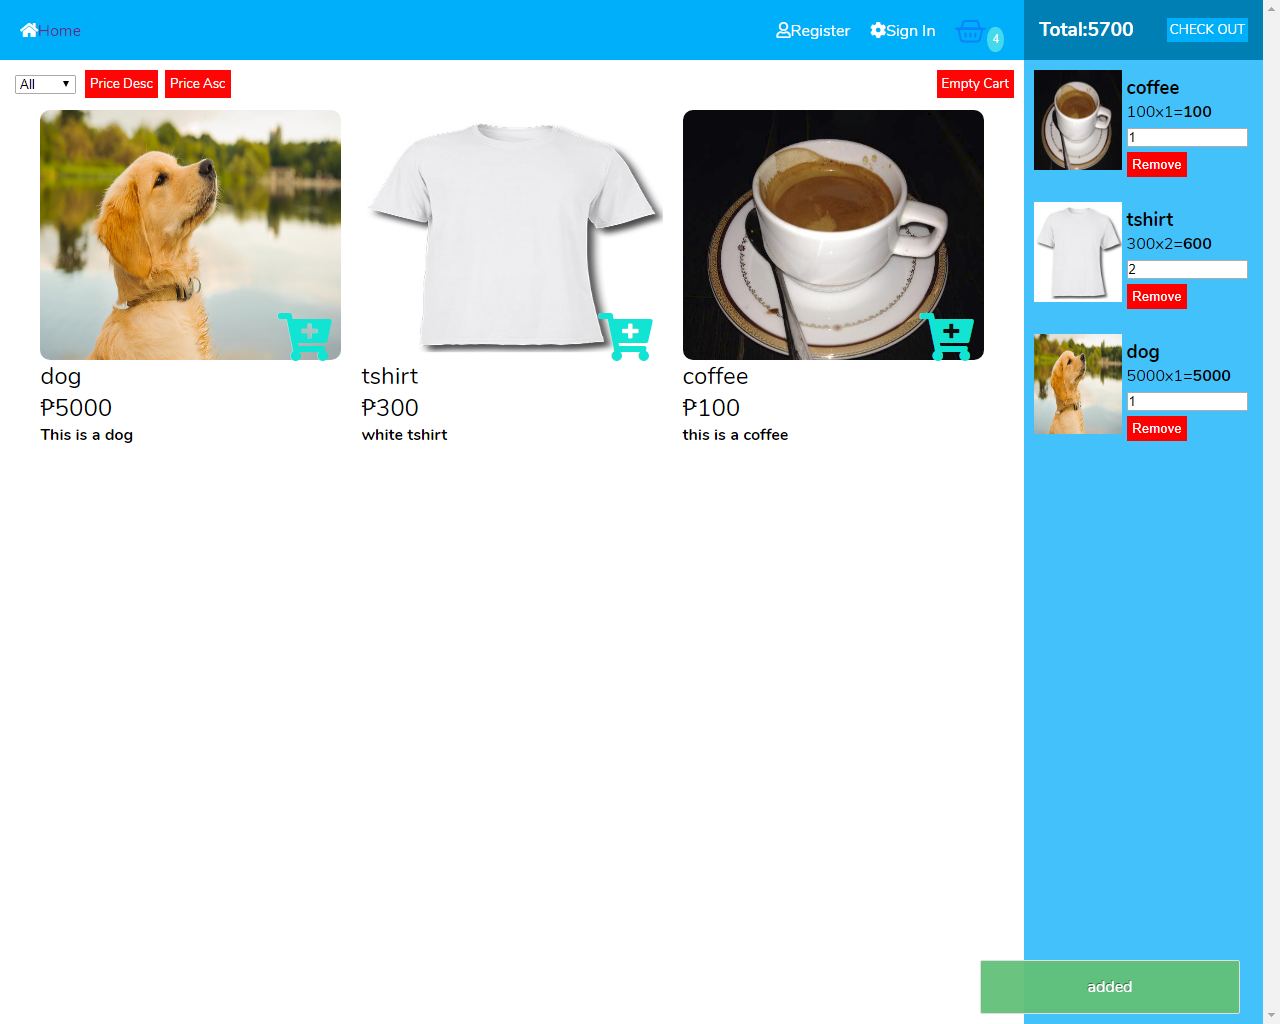 Home
Register
Sign In
4
Total:5700
CHECK OUT
All
Price Desc
Price Asc
Empty Cart
dog
₱5000
This is a dog
tshirt
₱300
white tshirt
coffee
₱100
this is a coffee
coffee
100x1=100
1
Remove
tshirt
300x2=600
2
Remove
dog
5000x1=5000
1
Remove
added